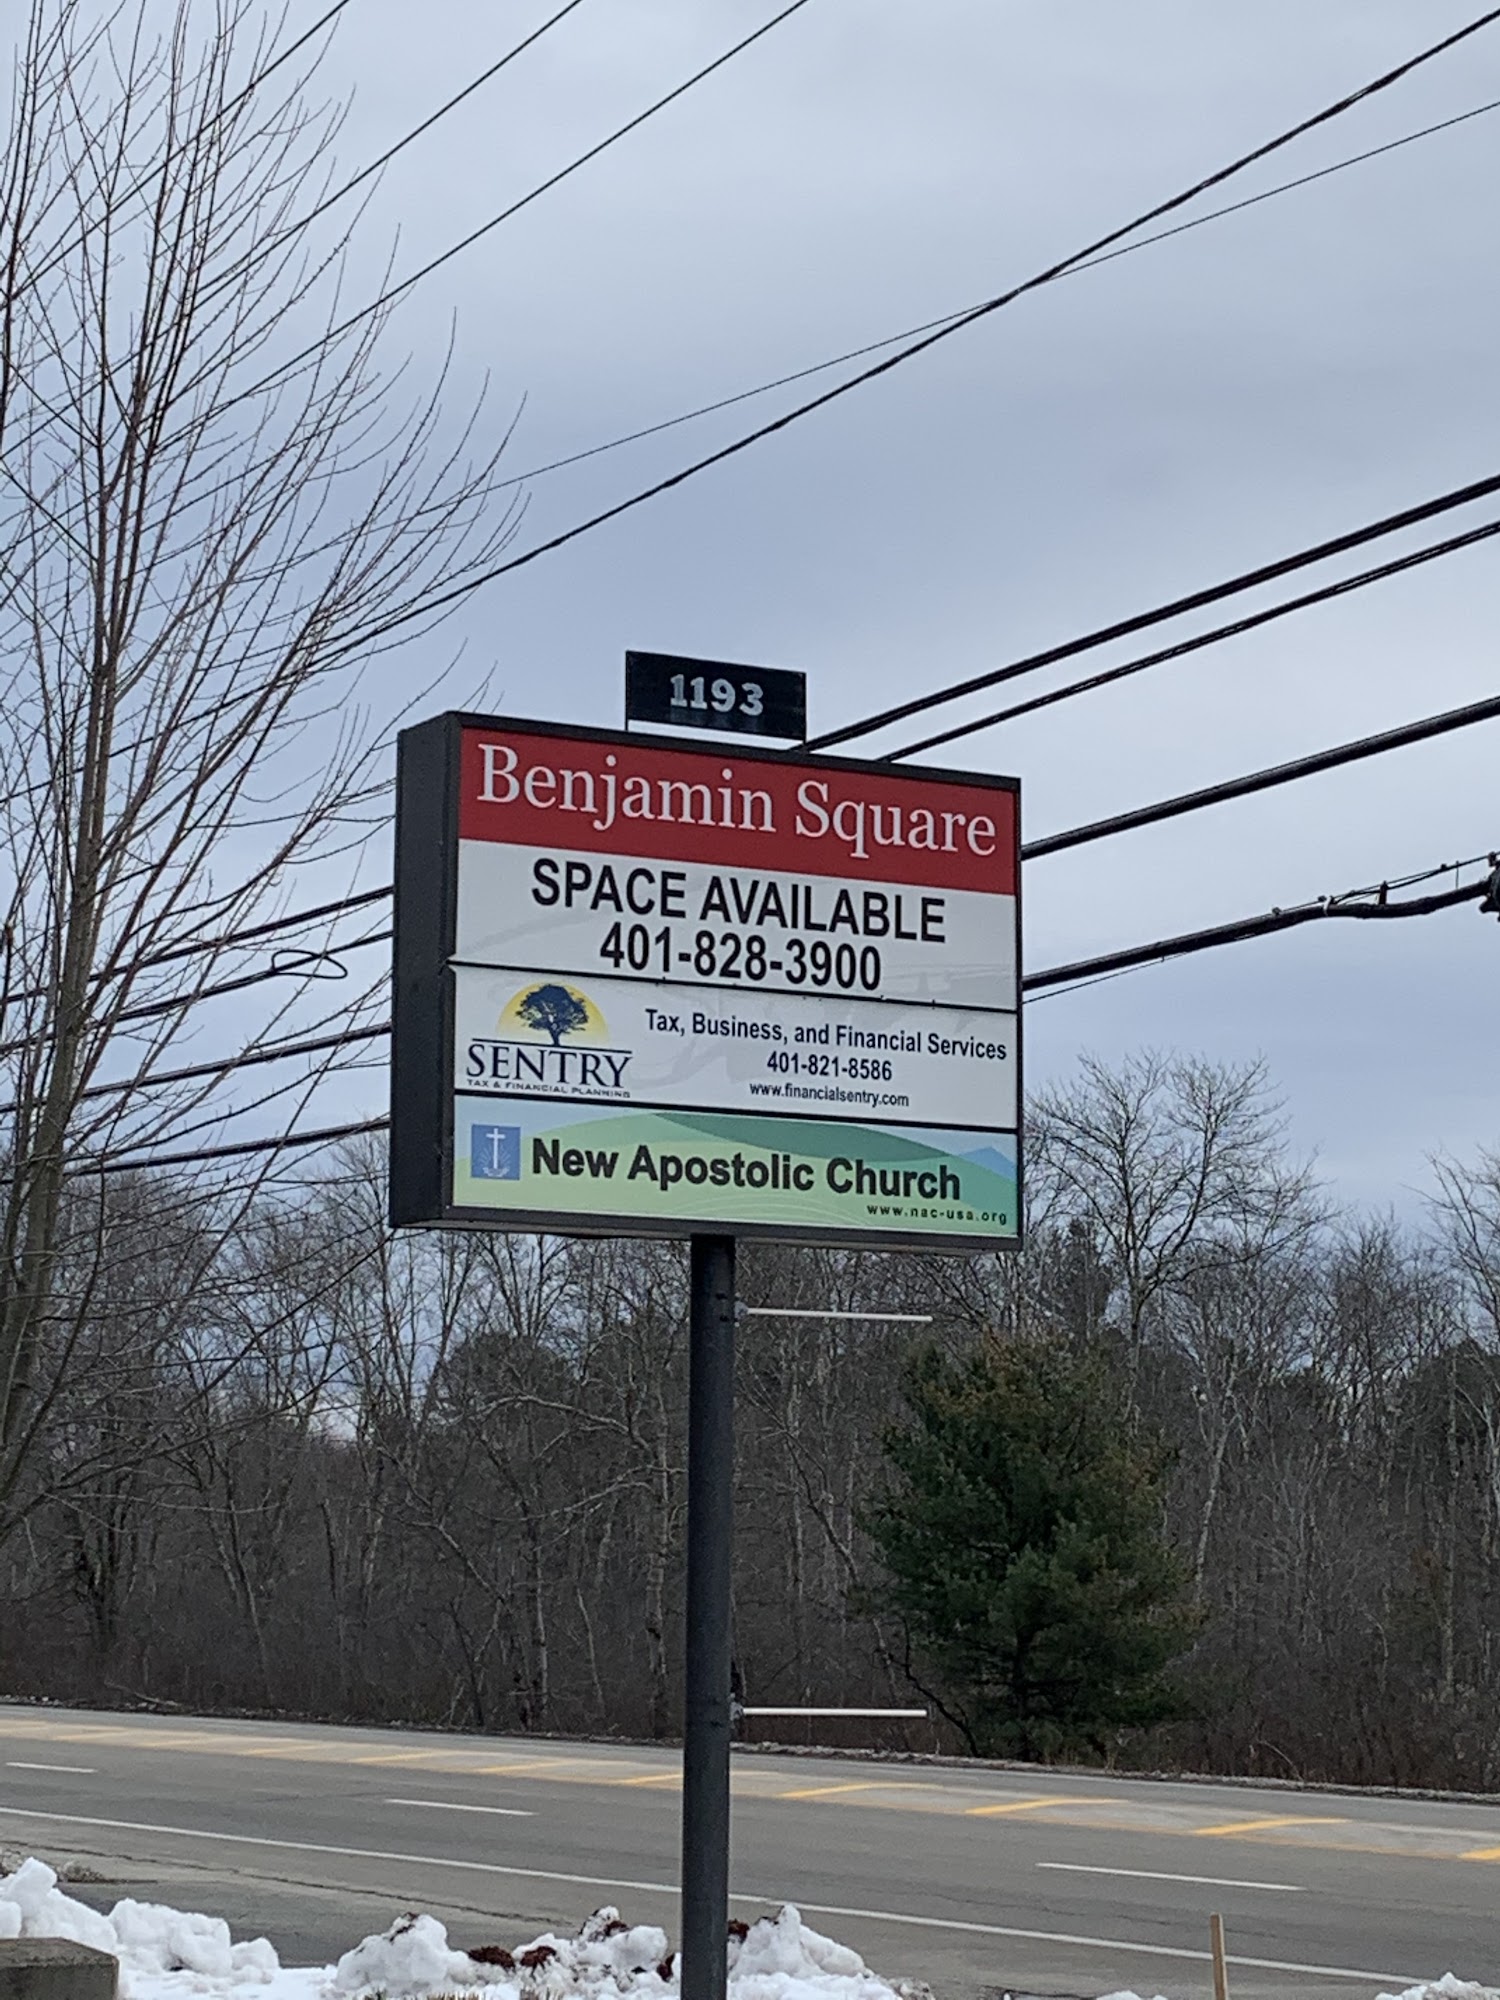 1193
Benjamin Square
SPACE AVAILABLE
401-828-3900
SENTRY
TAX & FINANCIAL PLANNING
Tax, Business, and Financial Services
401-821-8586
www.financialsentry.com
New Apostolic Church
www.nac-usa.org